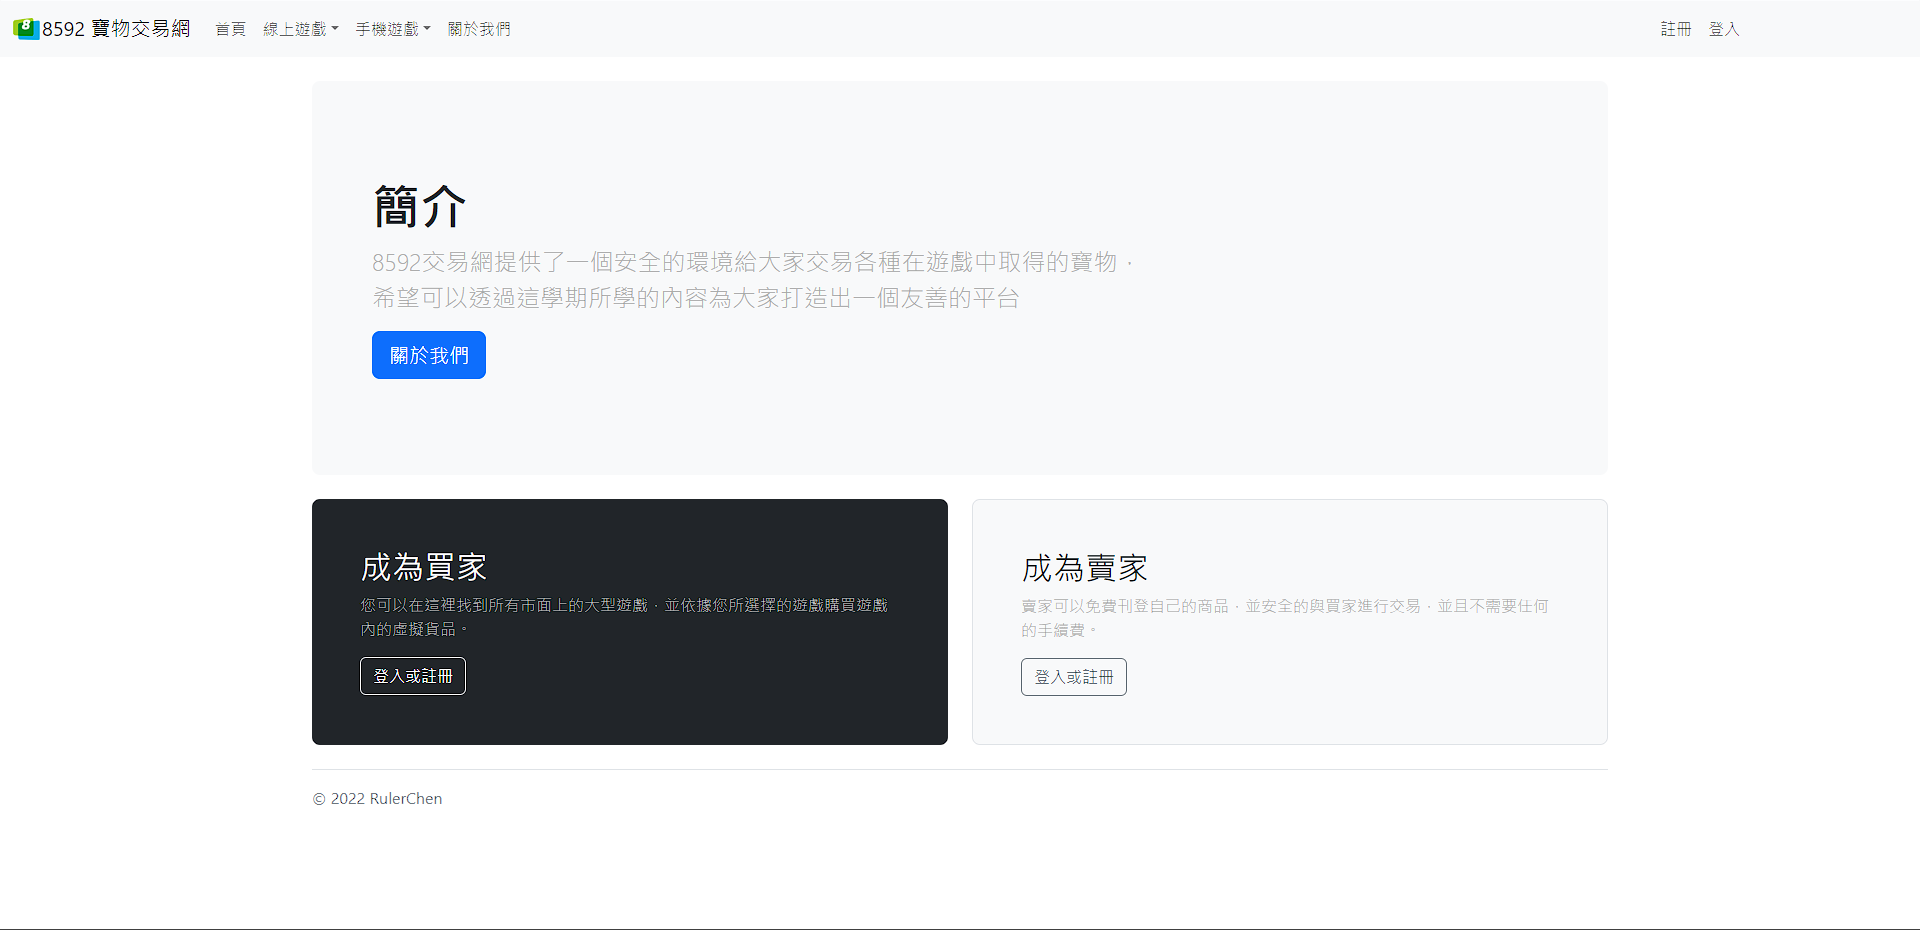 8592 寶物交易網 首頁 線上遊戲 手機遊戲 關於我們 註冊 登入
簡介
8592交易網提供了一個安全的環境給大家交易各種在遊戲中取得的寶物，
希望可以透過這學期所學的內容為大家打造出一個友善的平台
關於我們
成為買家
您可以在這裡找到所有市面上的大型遊戲，並依據您所選擇的遊戲購買遊戲
內的虛擬貨品。
登入或註冊
成為賣家
賣家可以免費刊登自己的商品，並安全的與買家進行交易，並且不需要任何
的手續費。
登入或註冊
© 2022 RulerChen